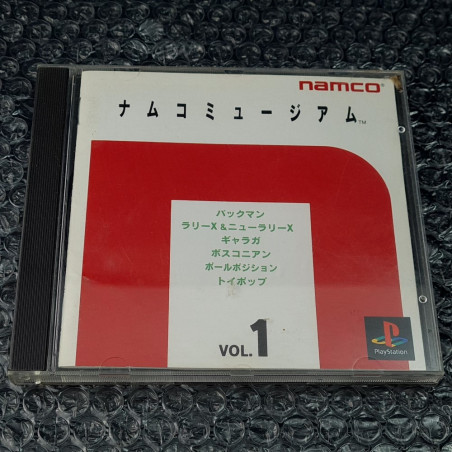 namco®
ナムコミュージアム™
パックマン
ラリーX&ニューラリーX
ギャラガ
ボスコニアン
ポールポジション
トイポップ
VOL.1
PlayStation